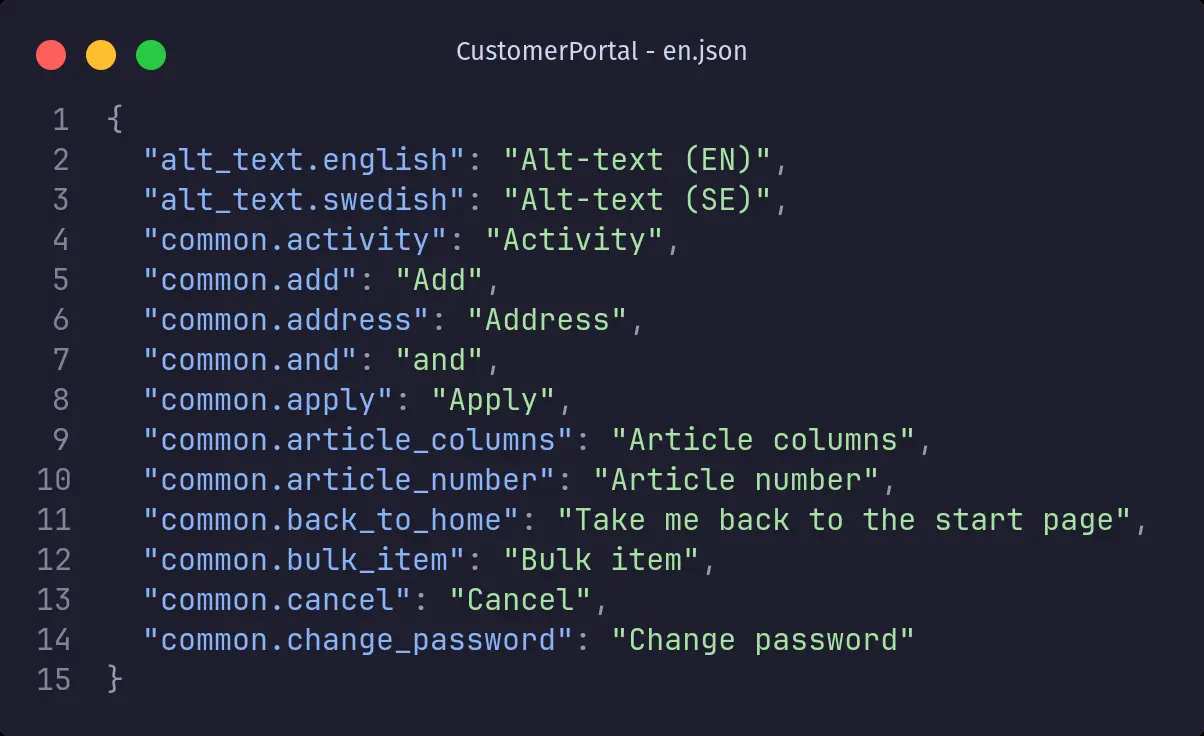 CustomerPortal - en.json
1 {
2   "alt_text.english": "Alt-text (EN)",
3   "alt_text.swedish": "Alt-text (SE)",
4   "common.activity": "Activity",
5   "common.add": "Add",
6   "common.address": "Address",
7   "common.and": "and",
8   "common.apply": "Apply",
9   "common.article_columns": "Article columns",
10   "common.article_number": "Article number",
11   "common.back_to_home": "Take me back to the start page",
12   "common.bulk_item": "Bulk item",
13   "common.cancel": "Cancel",
14   "common.change_password": "Change password"
15 }